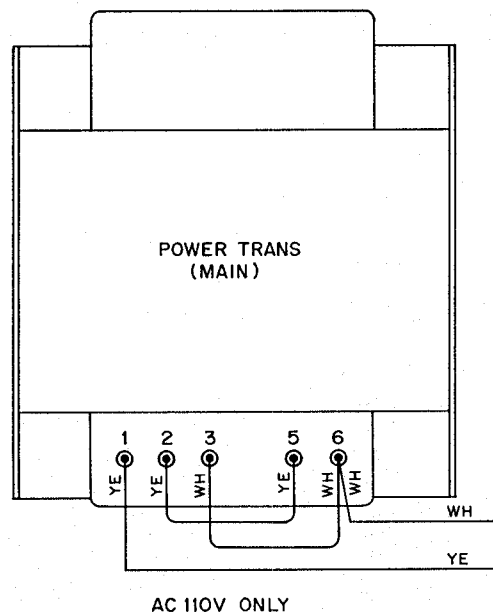 POWER TRANS
(MAIN)
1 2 3 5 6
YE YE WH YE WH WH
WH
YE
AC 110V ONLY